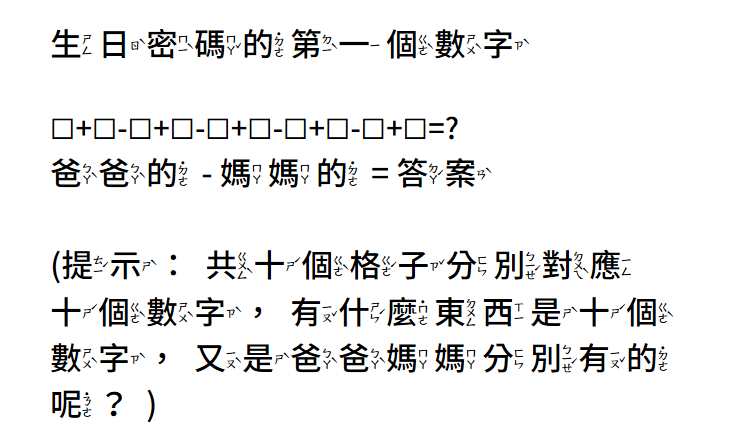 生日密碼的第一個數字
□+□-□+□-□+□-□+□-□+□=?
爸爸的 - 媽媽的 = 答案
(提示： 共十個格子分別對應
十個數字， 有什麼東西是十個
數字， 又是爸爸媽媽分別有的
呢？ )